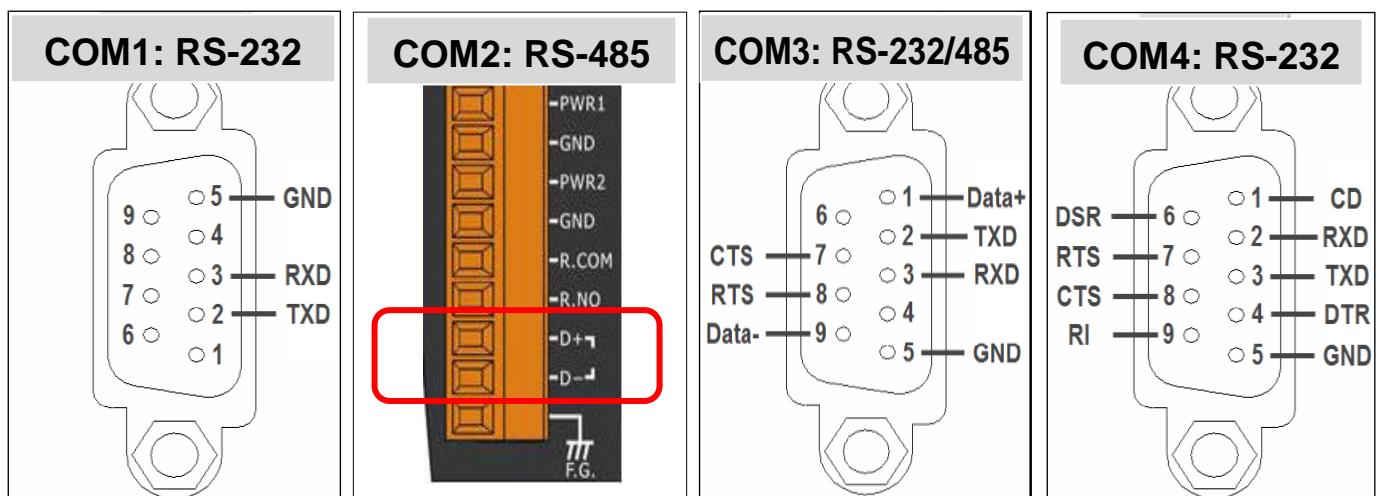 COM1: RS-232
5 GND
9
4
8
3 RXD
7
2 TXD
6
1
COM2: RS-485
PWR1
GND
PWR2
GND
R.COM
R.NO
D+
D-
F.G.
COM3: RS-232/485
1 Data+
6
2 TXD
CTS 7
3 RXD
RTS 8
4
Data- 9
5 GND
COM4: RS-232
1 CD
DSR 6
2 RXD
RTS 7
3 TXD
CTS 8
4 DTR
RI 9
5 GND